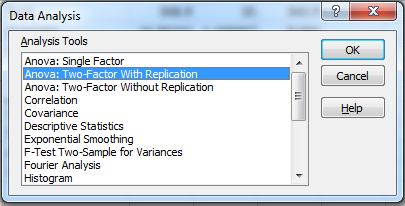 Data Analysis
Analysis Tools
Anova: Single Factor
Anova: Two-Factor With Replication
Anova: Two-Factor Without Replication
Correlation
Covariance
Descriptive Statistics
Exponential Smoothing
F-Test Two-Sample for Variances
Fourier Analysis
Histogram
OK
Cancel
Help